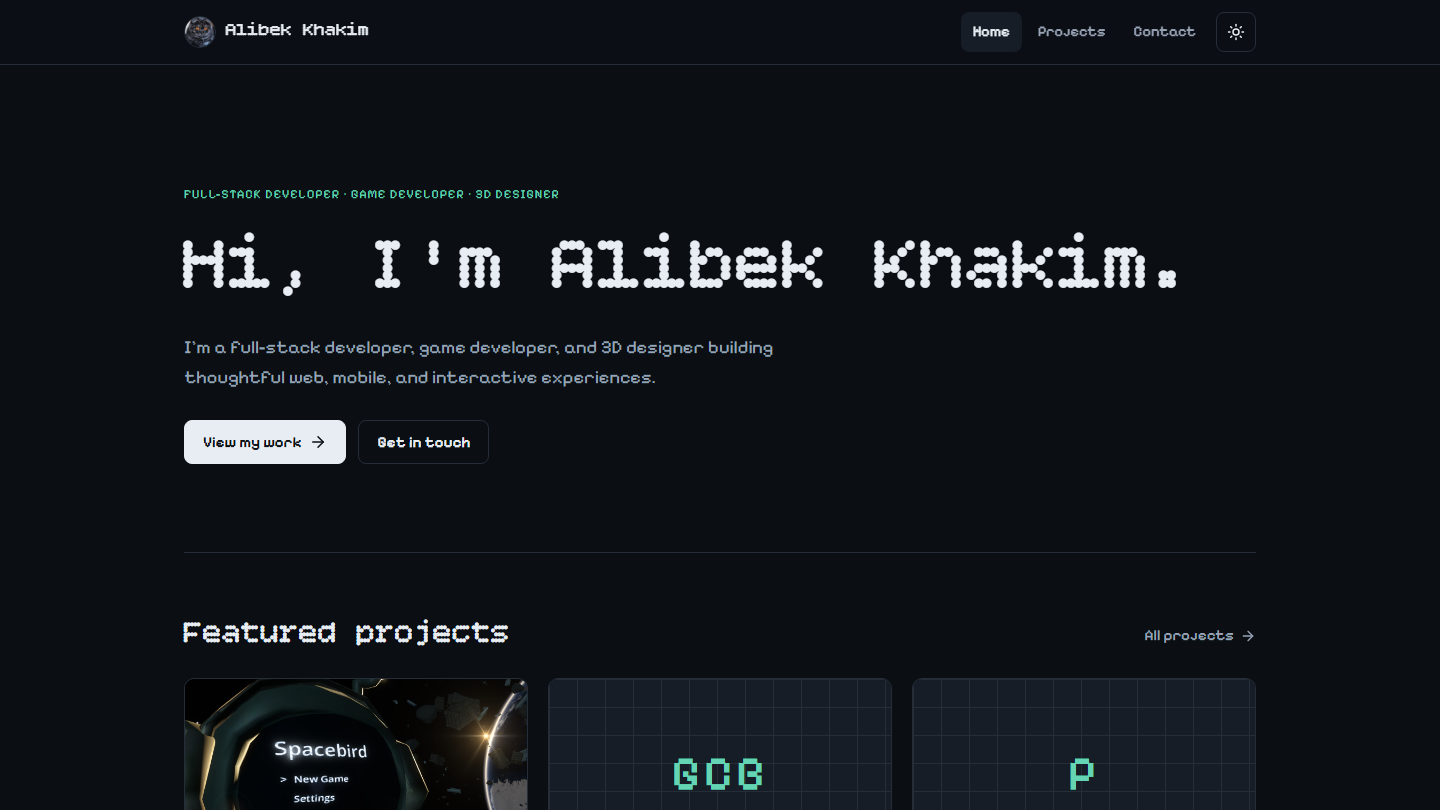 Alibek Khakim
Home
Projects
Contact
FULL-STACK DEVELOPER · GAME DEVELOPER · 3D DESIGNER
Hi, I'm Alibek Khakim.
I'm a full-stack developer, game developer, and 3D designer building
thoughtful web, mobile, and interactive experiences.
View my work →
Get in touch
Featured projects
All projects →
Spacebird
> New Game
Settings
GCB
P